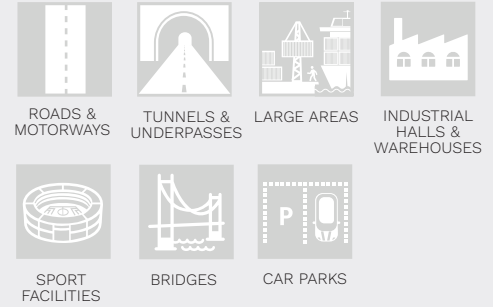 ROADS &
MOTORWAYS
TUNNELS &
UNDERPASSES
LARGE AREAS
INDUSTRIAL
HALLS &
WAREHOUSES
P
SPORT
FACILITIES
BRIDGES
CAR PARKS